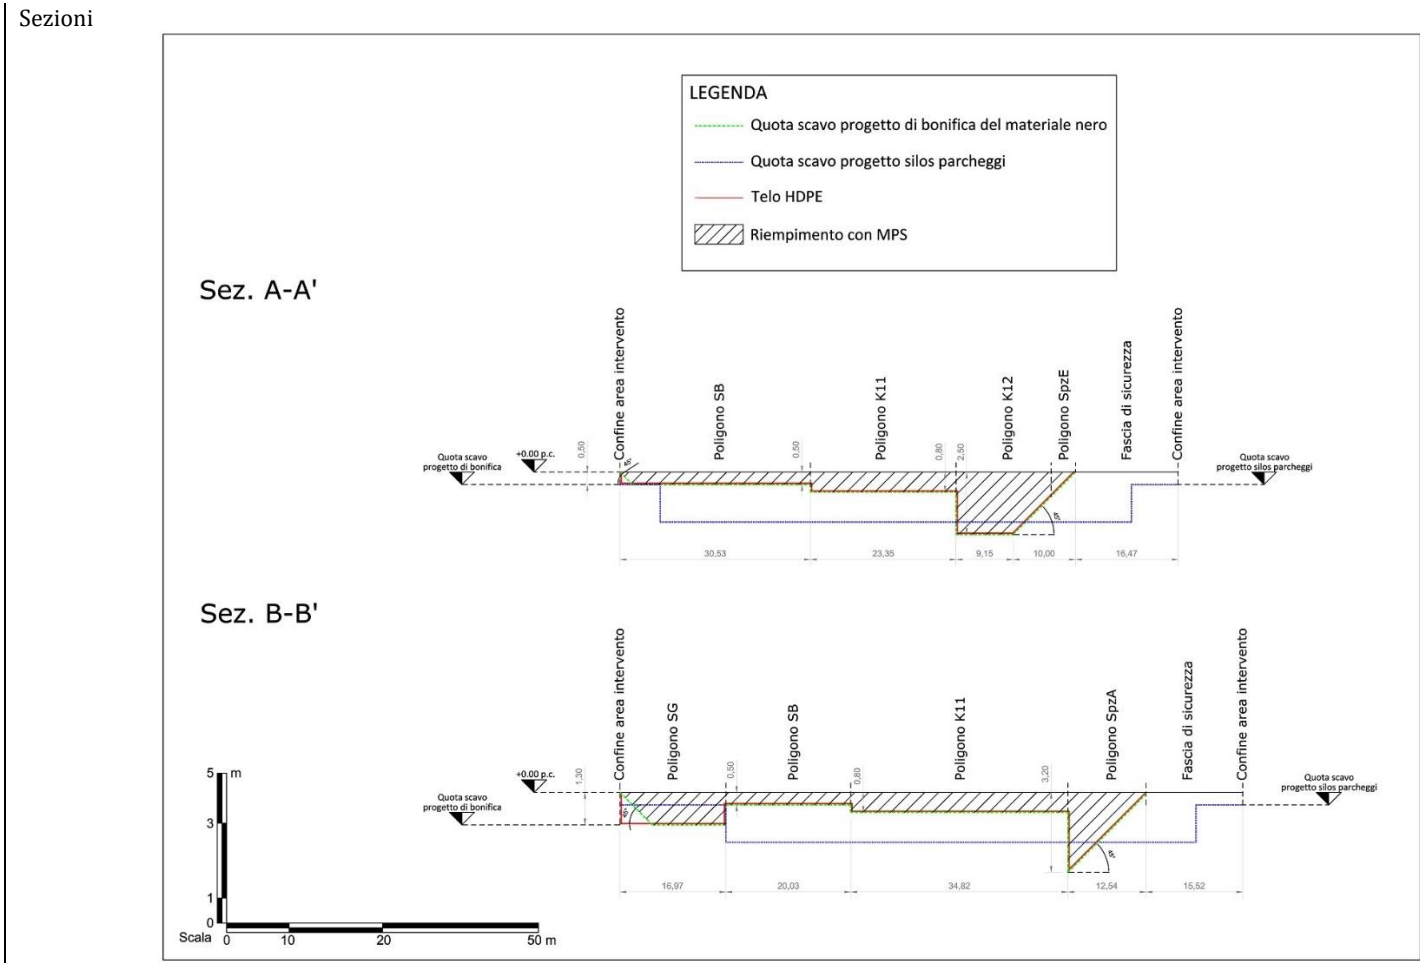 Sezioni
LEGENDA
Quota scavo progetto di bonifica del materiale nero
Quota scavo progetto silos parcheggi
Telo HDPE
Riempimento con MPS
Sez. A-A'
Confine area intervento
Poligono SB
Poligono K11
Poligono K12
Poligono SpzE
Fascia di sicurezza
Confine area intervento
Quota scavo
progetto di bonifica
+0.00 p.c.
0,50
45°
0,50
0,80
2,50
Quota scavo
progetto silos parcheggi
45°
30,53
23,35
9,15
10,00
16,47
Sez. B-B'
Confine area intervento
Poligono SG
Poligono SB
Poligono K11
Poligono SpzA
Fascia di sicurezza
Confine area intervento
Quota scavo
progetto di bonifica
+0.00 p.c.
1,30
45°
0,50
0,80
3,20
Quota scavo
progetto silos parcheggi
45°
16,97
20,03
34,82
12,54
15,52
5 m
3
1
0
Scala 0 10 20 50 m